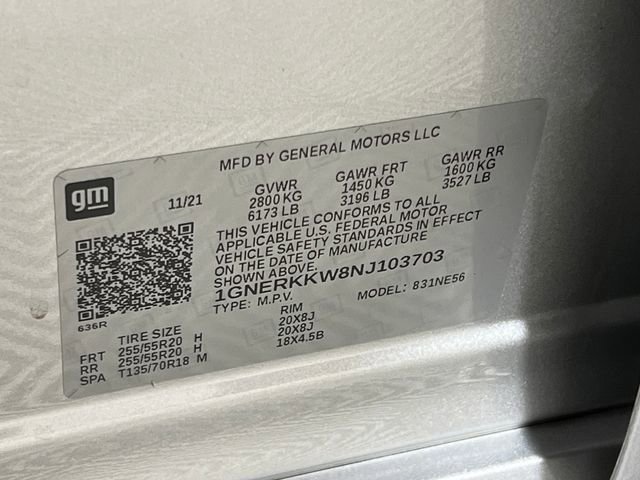 MFD BY GENERAL MOTORS LLC
gm
11/21
GVWR GAWR FRT GAWR RR
2800 KG 1450 KG 1600 KG
6173 LB 3196 LB 3527 LB
THIS VEHICLE CONFORMS TO ALL
APPLICABLE U.S. FEDERAL MOTOR
VEHICLE SAFETY STANDARDS IN EFFECT
ON THE DATE OF MANUFACTURE
SHOWN ABOVE.
1GNERKKW8NJ103703
TYPE: M.P.V. MODEL: 831NE56
636R
TIRE SIZE RIM
FRT 255/55R20 H 20X8J
RR 255/55R20 H 20X8J
SPA T135/70R18 M 18X4.5B